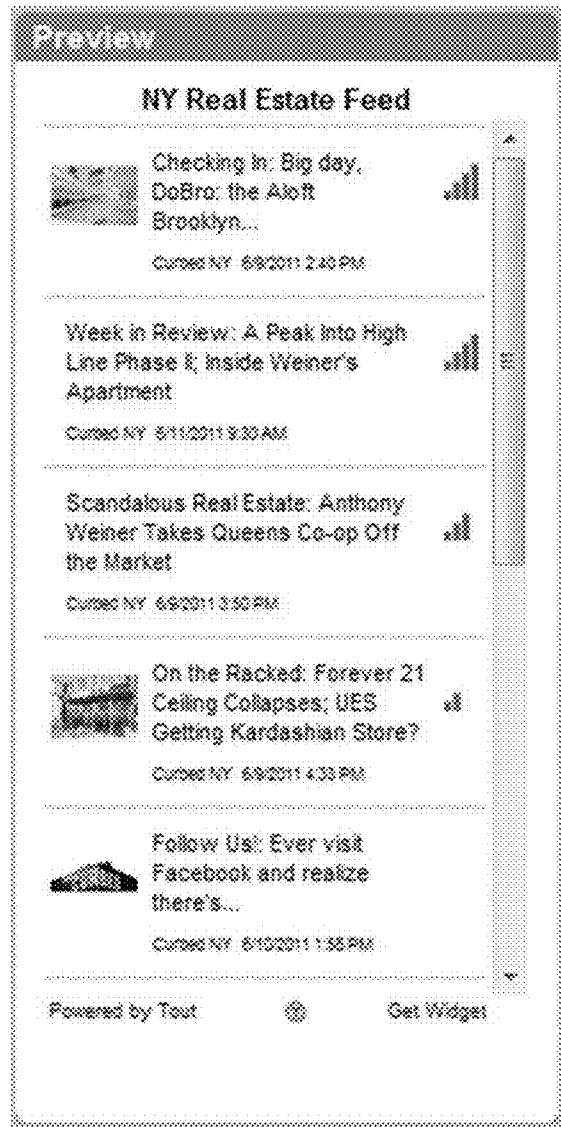 Preview
NY Real Estate Feed
Checking In: Big day,
DoBro: the Aloft
Brooklyn...
Curbed NY 6/9/2011 2:40 PM
Week in Review: A Peak Into High
Line Phase II; Inside Weiner's
Apartment
Curbed NY 6/11/2011 9:30 AM
Scandalous Real Estate: Anthony
Weiner Takes Queens Co-op Off
the Market
Curbed NY 6/9/2011 3:50 PM
On the Racked: Forever 21
Ceiling Collapses; UES
Getting Kardashian Store?
Curbed NY 6/9/2011 4:33 PM
Follow Us!: Ever visit
Facebook and realize
there's...
Curbed NY 6/10/2011 1:55 PM
Powered by Tout
Get Widget